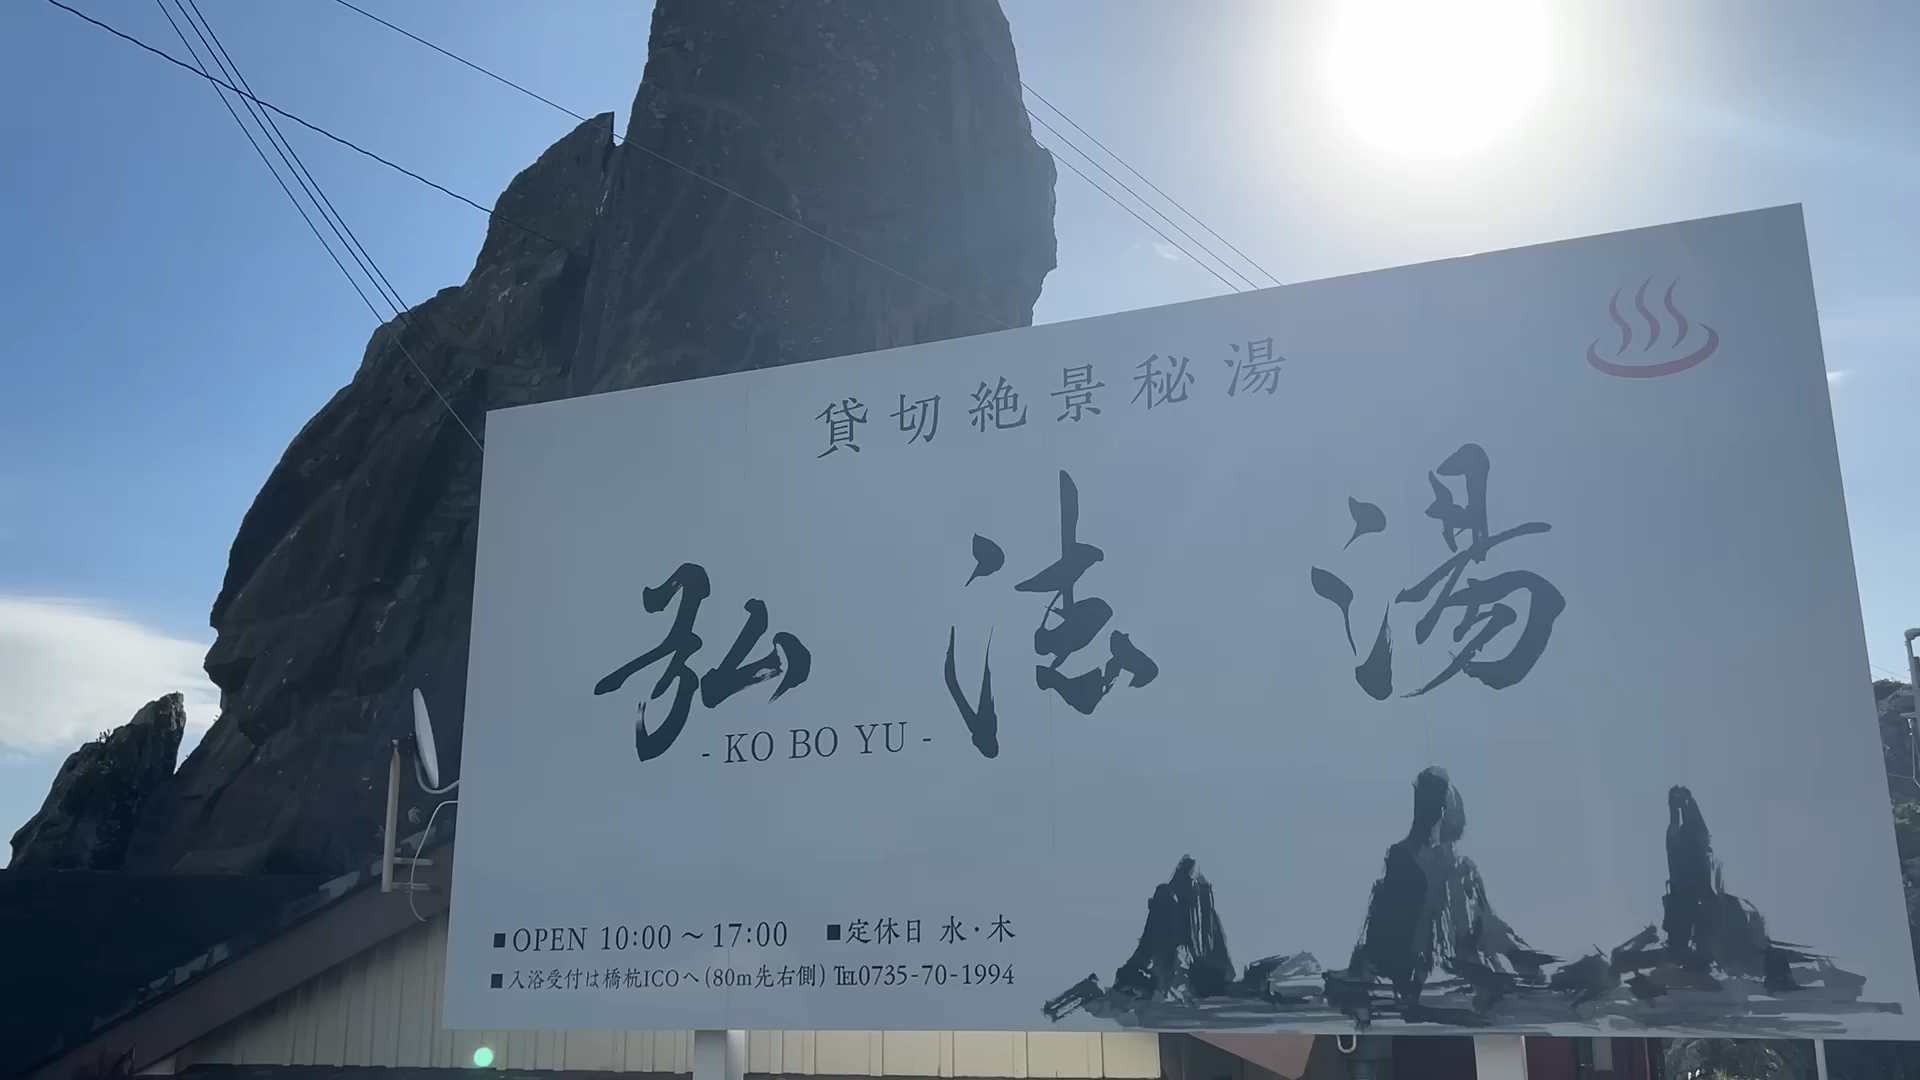 貸切絶景秘湯
弘法湯
- KO BO YU -
■OPEN 10:00～17:00 ■定休日 水・木
■入浴受付は橋杭ICOへ(80m先右側) ℡0735-70-1994